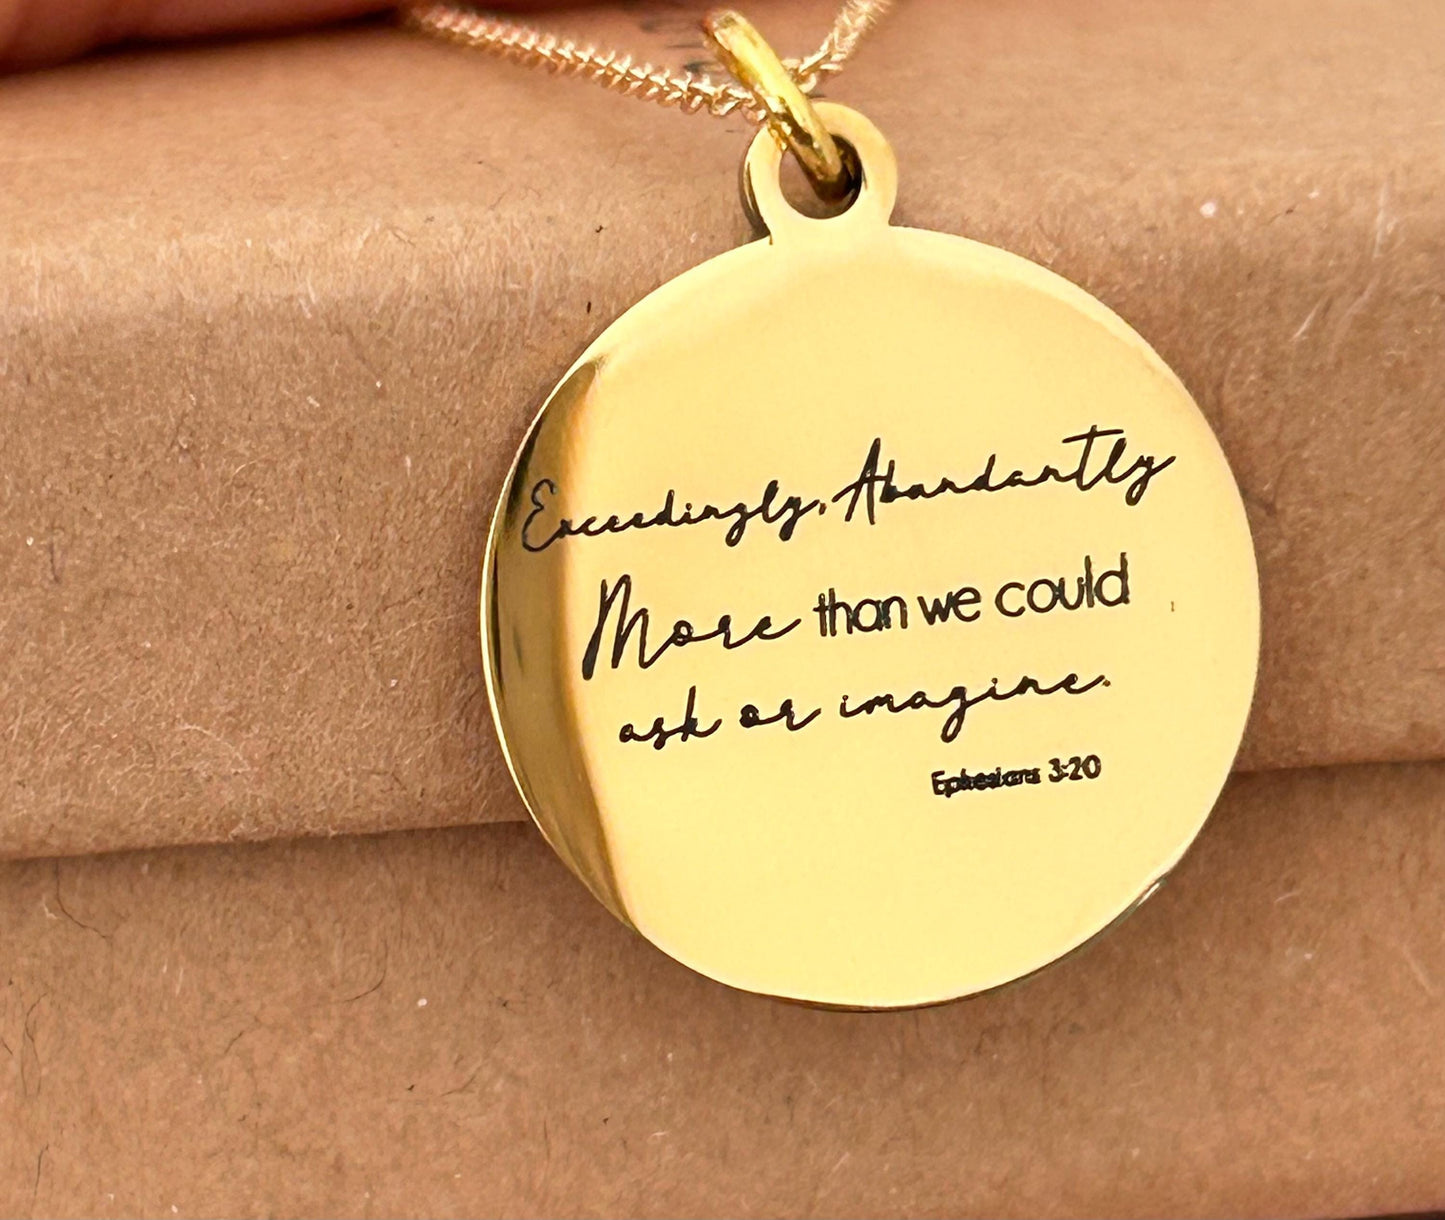 Exceedingly, Abundantly
More than we could
ask or imagine.
Ephesians 3:20